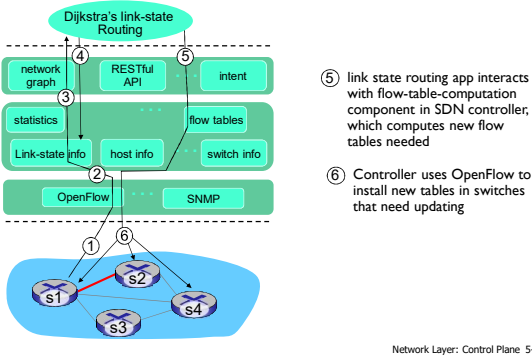 Dijkstra's link-state
Routing
4
5
network
graph
RESTful
API
intent
3
statistics
flow tables
Link-state info
host info
switch info
2
OpenFlow
SNMP
1
6
s1
s2
s3
s4
5 link state routing app interacts
with flow-table-computation
component in SDN controller,
which computes new flow
tables needed
6 Controller uses OpenFlow to
install new tables in switches
that need updating
Network Layer: Control Plane 5-